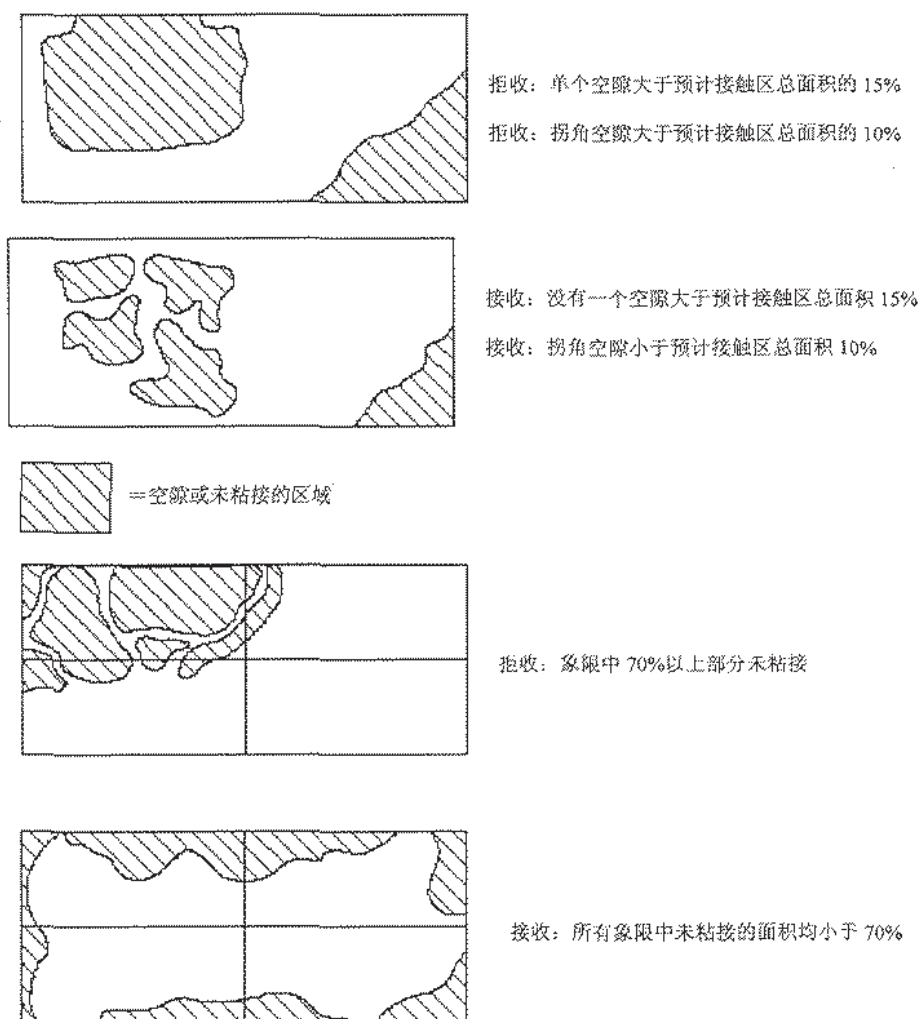 拒收：单个空隙大于预计接触区总面积的 15%
拒收：拐角空隙大于预计接触区总面积的 10%
接收：没有一个空隙大于预计接触区总面积 15%
接收：拐角空隙小于预计接触区总面积 10%
=空隙或未粘接的区域
拒收：象限中 70%以上部分未粘接
接收：所有象限中未粘接的面积均小于 70%